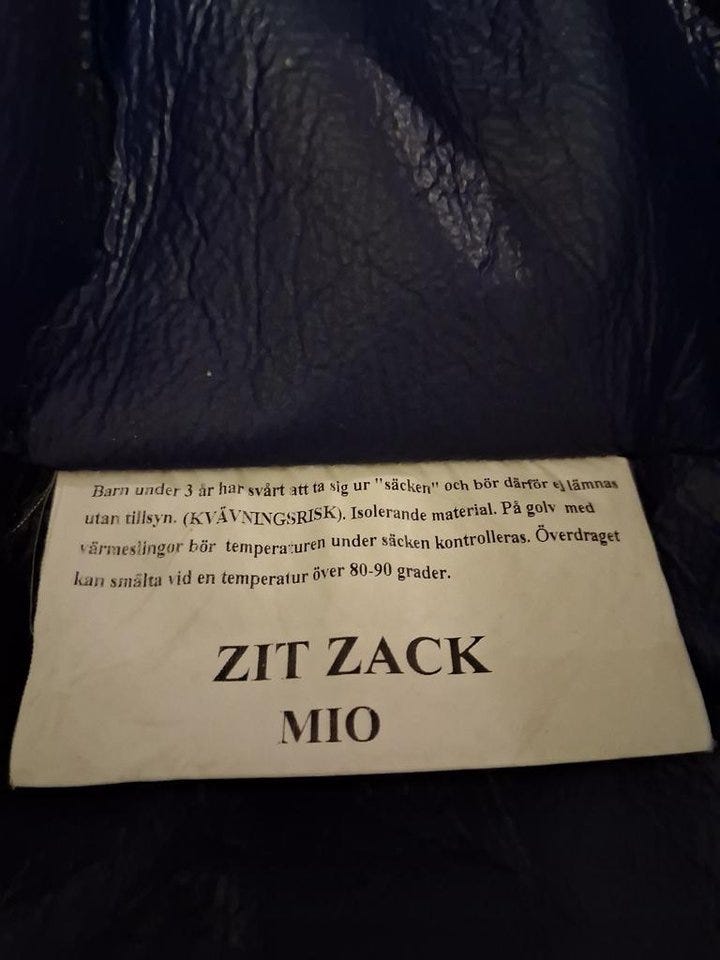 Barn under 3 år har svårt att ta sig ur "säcken" och bör därför ej lämnas
utan tillsyn. (KVÄVNINGSRISK). Isolerande material. På golv med
värmeslingor bör temperaturen under säcken kontrolleras. Överdraget
kan smälta vid en temperatur över 80-90 grader.
ZIT ZACK
MIO